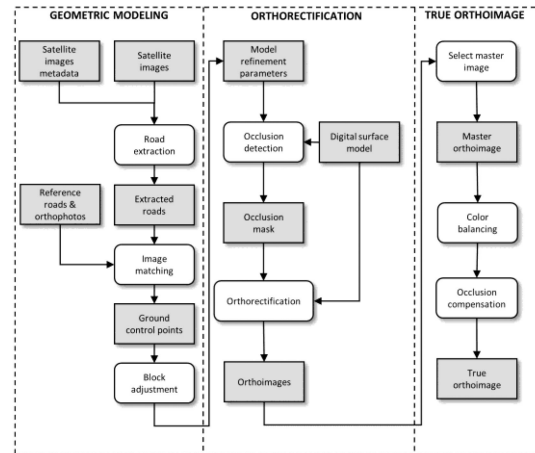 GEOMETRIC MODELING
Satellite
images
metadata
Satellite
images
Road
extraction
Reference
roads &
orthophotos
Extracted
roads
Image
matching
Ground
control points
Block
adjustment
ORTHORECTIFICATION
Model
refinement
parameters
Occlusion
detection
Digital surface
model
Occlusion
mask
Orthorectification
Orthoimages
TRUE ORTHOIMAGE
Select master
image
Master
orthoimage
Color
balancing
Occlusion
compensation
True
orthoimage